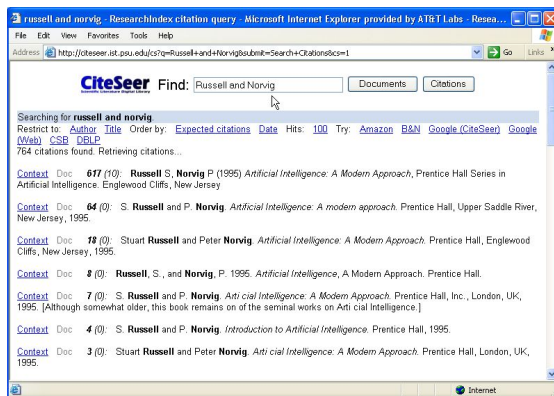 russell and norvig - ResearchIndex citation query - Microsoft Internet Explorer provided by AT&T Labs - Resea...
File Edit View Favorites Tools Help
Address http://citeseer.ist.psu.edu/cs?q=Russell+and+Norvig&submit=Search+Citations&cs=1 Go Links
CiteSeer Find: Russell and Norvig Documents Citations
Scientific Literature Digital Library
Searching for russell and norvig.
Restrict to: Author Title Order by: Expected citations Date Hits: 100 Try: Amazon B&N Google (CiteSeer) Google
(Web) CSB DBLP
764 citations found. Retrieving citations...
Context Doc 617 (10): Russell S, Norvig P (1995) Artificial Intelligence: A Modern Approach, Prentice Hall Series in
Artificial Intelligence. Englewood Cliffs, New Jersey
Context Doc 64 (0): S. Russell and P. Norvig. Artificial Intelligence: A modern approach. Prentice Hall, Upper Saddle River,
New Jersey, 1995.
Context Doc 18 (0): Stuart Russell and Peter Norvig. Artificial Intelligence: A Modern Approach. Prentice Hall, Englewood
Cliffs, New Jersey, 1995.
Context Doc 8 (0): Russell, S., and Norvig, P. 1995. Artificial Intelligence, A Modern Approach. Prentice Hall.
Context Doc 7 (0): S. Russell and P. Norvig. Arti cial Intelligence: A Modern Approach. Prentice Hall, Inc., London, UK,
1995. [Although somewhat older, this book remains on of the seminal works on Arti cial Intelligence.]
Context Doc 4 (0): S. Russell and P. Norvig. Introduction to Artificial Intelligence. Prentice Hall, 1995.
Context Doc 3 (0): Stuart Russell and Peter Norvig. Arti cial Intelligence: A Modern Approach. Prentice Hall, London, UK,
1995.
Internet